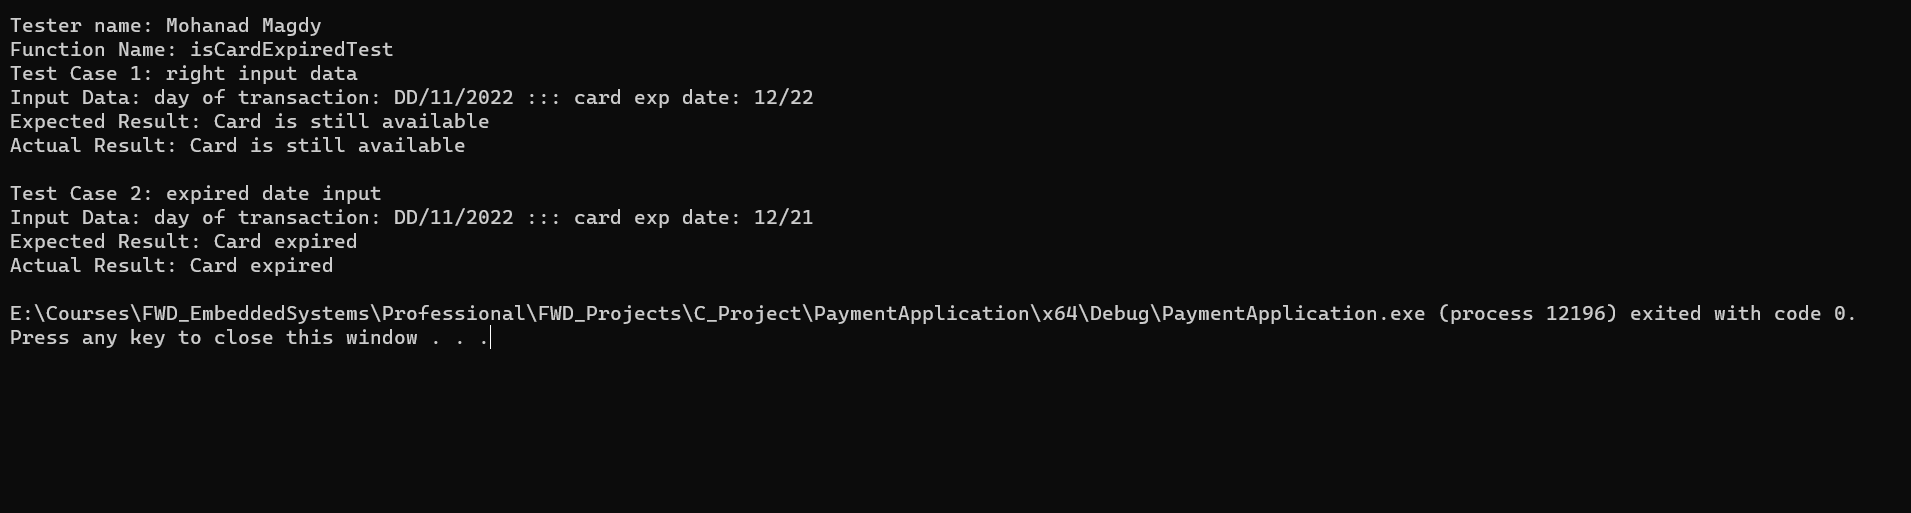 Tester name: Mohanad Magdy
Function Name: isCardExpiredTest
Test Case 1: right input data
Input Data: day of transaction: DD/11/2022 ::: card exp date: 12/22
Expected Result: Card is still available
Actual Result: Card is still available
Test Case 2: expired date input
Input Data: day of transaction: DD/11/2022 ::: card exp date: 12/21
Expected Result: Card expired
Actual Result: Card expired
E:\Courses\FWD_EmbeddedSystems\Professional\FWD_Projects\C_Project\PaymentApplication\x64\Debug\PaymentApplication.exe (process 12196) exited with code 0.
Press any key to close this window . . .